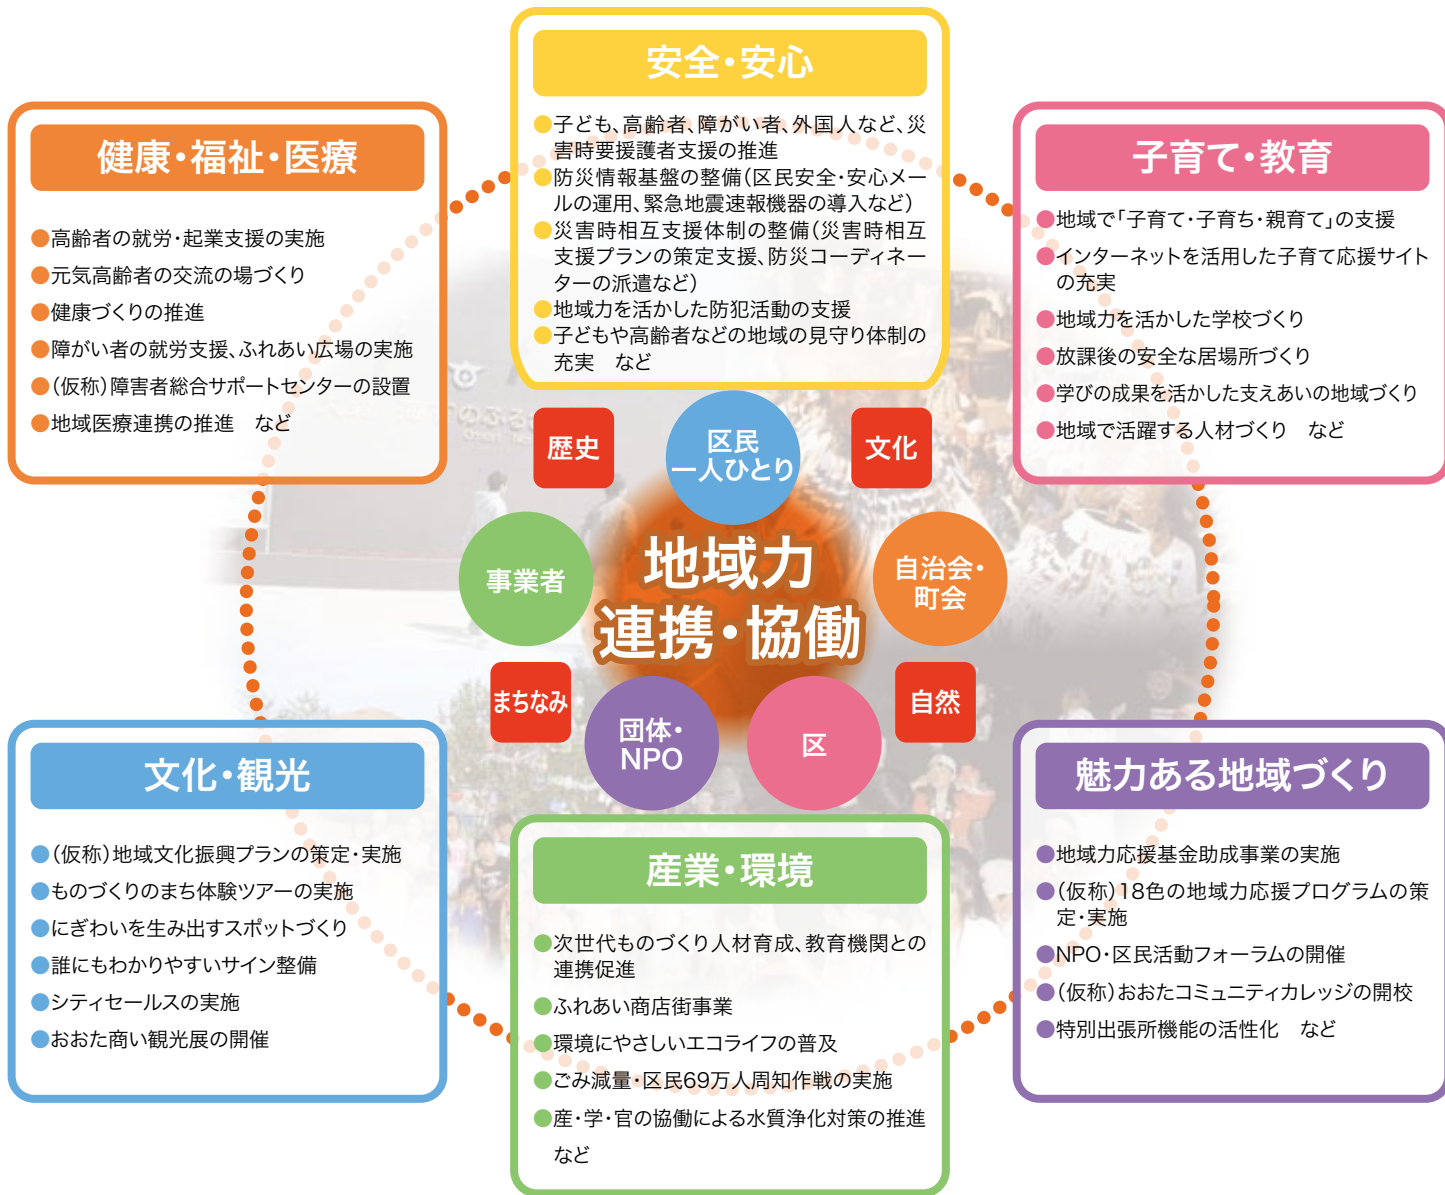 安全・安心
●子ども、高齢者、障がい者、外国人など、災
害時要援護者支援の推進
●防災情報基盤の整備(区民安全・安心メー
ルの運用、緊急地震速報機器の導入など)
●災害時相互支援体制の整備(災害時相互
支援プランの策定支援、防災コーディネー
ターの派遣など)
●地域力を活かした防犯活動の支援
●子どもや高齢者などの地域の見守り体制の
充実　など
健康・福祉・医療
●高齢者の就労・起業支援の実施
●元気高齢者の交流の場づくり
●健康づくりの推進
●障がい者の就労支援、ふれあい広場の実施
●(仮称)障害者総合サポートセンターの設置
●地域医療連携の推進　など
子育て・教育
●地域で「子育て・子育ち・親育て」の支援
●インターネットを活用した子育て応援サイト
の充実
●地域力を活かした学校づくり
●放課後の安全な居場所づくり
●学びの成果を活かした支えあいの地域づくり
●地域で活躍する人材づくり　など
歴史
区民
一人ひとり
文化
事業者
地域力
連携・協働
自治会・
町会
まちなみ
団体・
NPO
区
自然
文化・観光
●(仮称)地域文化振興プランの策定・実施
●ものづくりのまち体験ツアーの実施
●にぎわいを生み出すスポットづくり
●誰にもわかりやすいサイン整備
●シティセールスの実施
●おおた商い観光展の開催
産業・環境
●次世代ものづくり人材育成、教育機関との
連携促進
●ふれあい商店街事業
●環境にやさしいエコライフの普及
●ごみ減量・区民69万人周知作戦の実施
●産・学・官の協働による水質浄化対策の推進
など
魅力ある地域づくり
●地域力応援基金助成事業の実施
●(仮称)18色の地域力応援プログラムの策
定・実施
●NPO・区民活動フォーラムの開催
●(仮称)おおたコミュニティカレッジの開校
●特別出張所機能の活性化　など